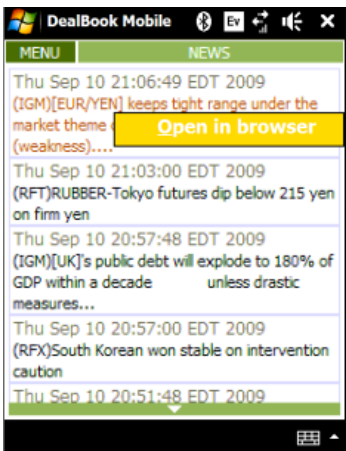 DealBook Mobile Ev
MENU NEWS
Thu Sep 10 21:06:49 EDT 2009
(IGM)[EUR/YEN] keeps tight range under the
market theme
Open in browser
(weakness)....
Thu Sep 10 21:03:00 EDT 2009
(RFT)RUBBER-Tokyo futures dip below 215 yen
on firm yen
Thu Sep 10 20:57:48 EDT 2009
(IGM)[UK]'s public debt will explode to 180% of
GDP within a decade unless drastic
measures...
Thu Sep 10 20:57:00 EDT 2009
(RFX)South Korean won stable on intervention
caution
Thu Sep 10 20:51:48 EDT 2009